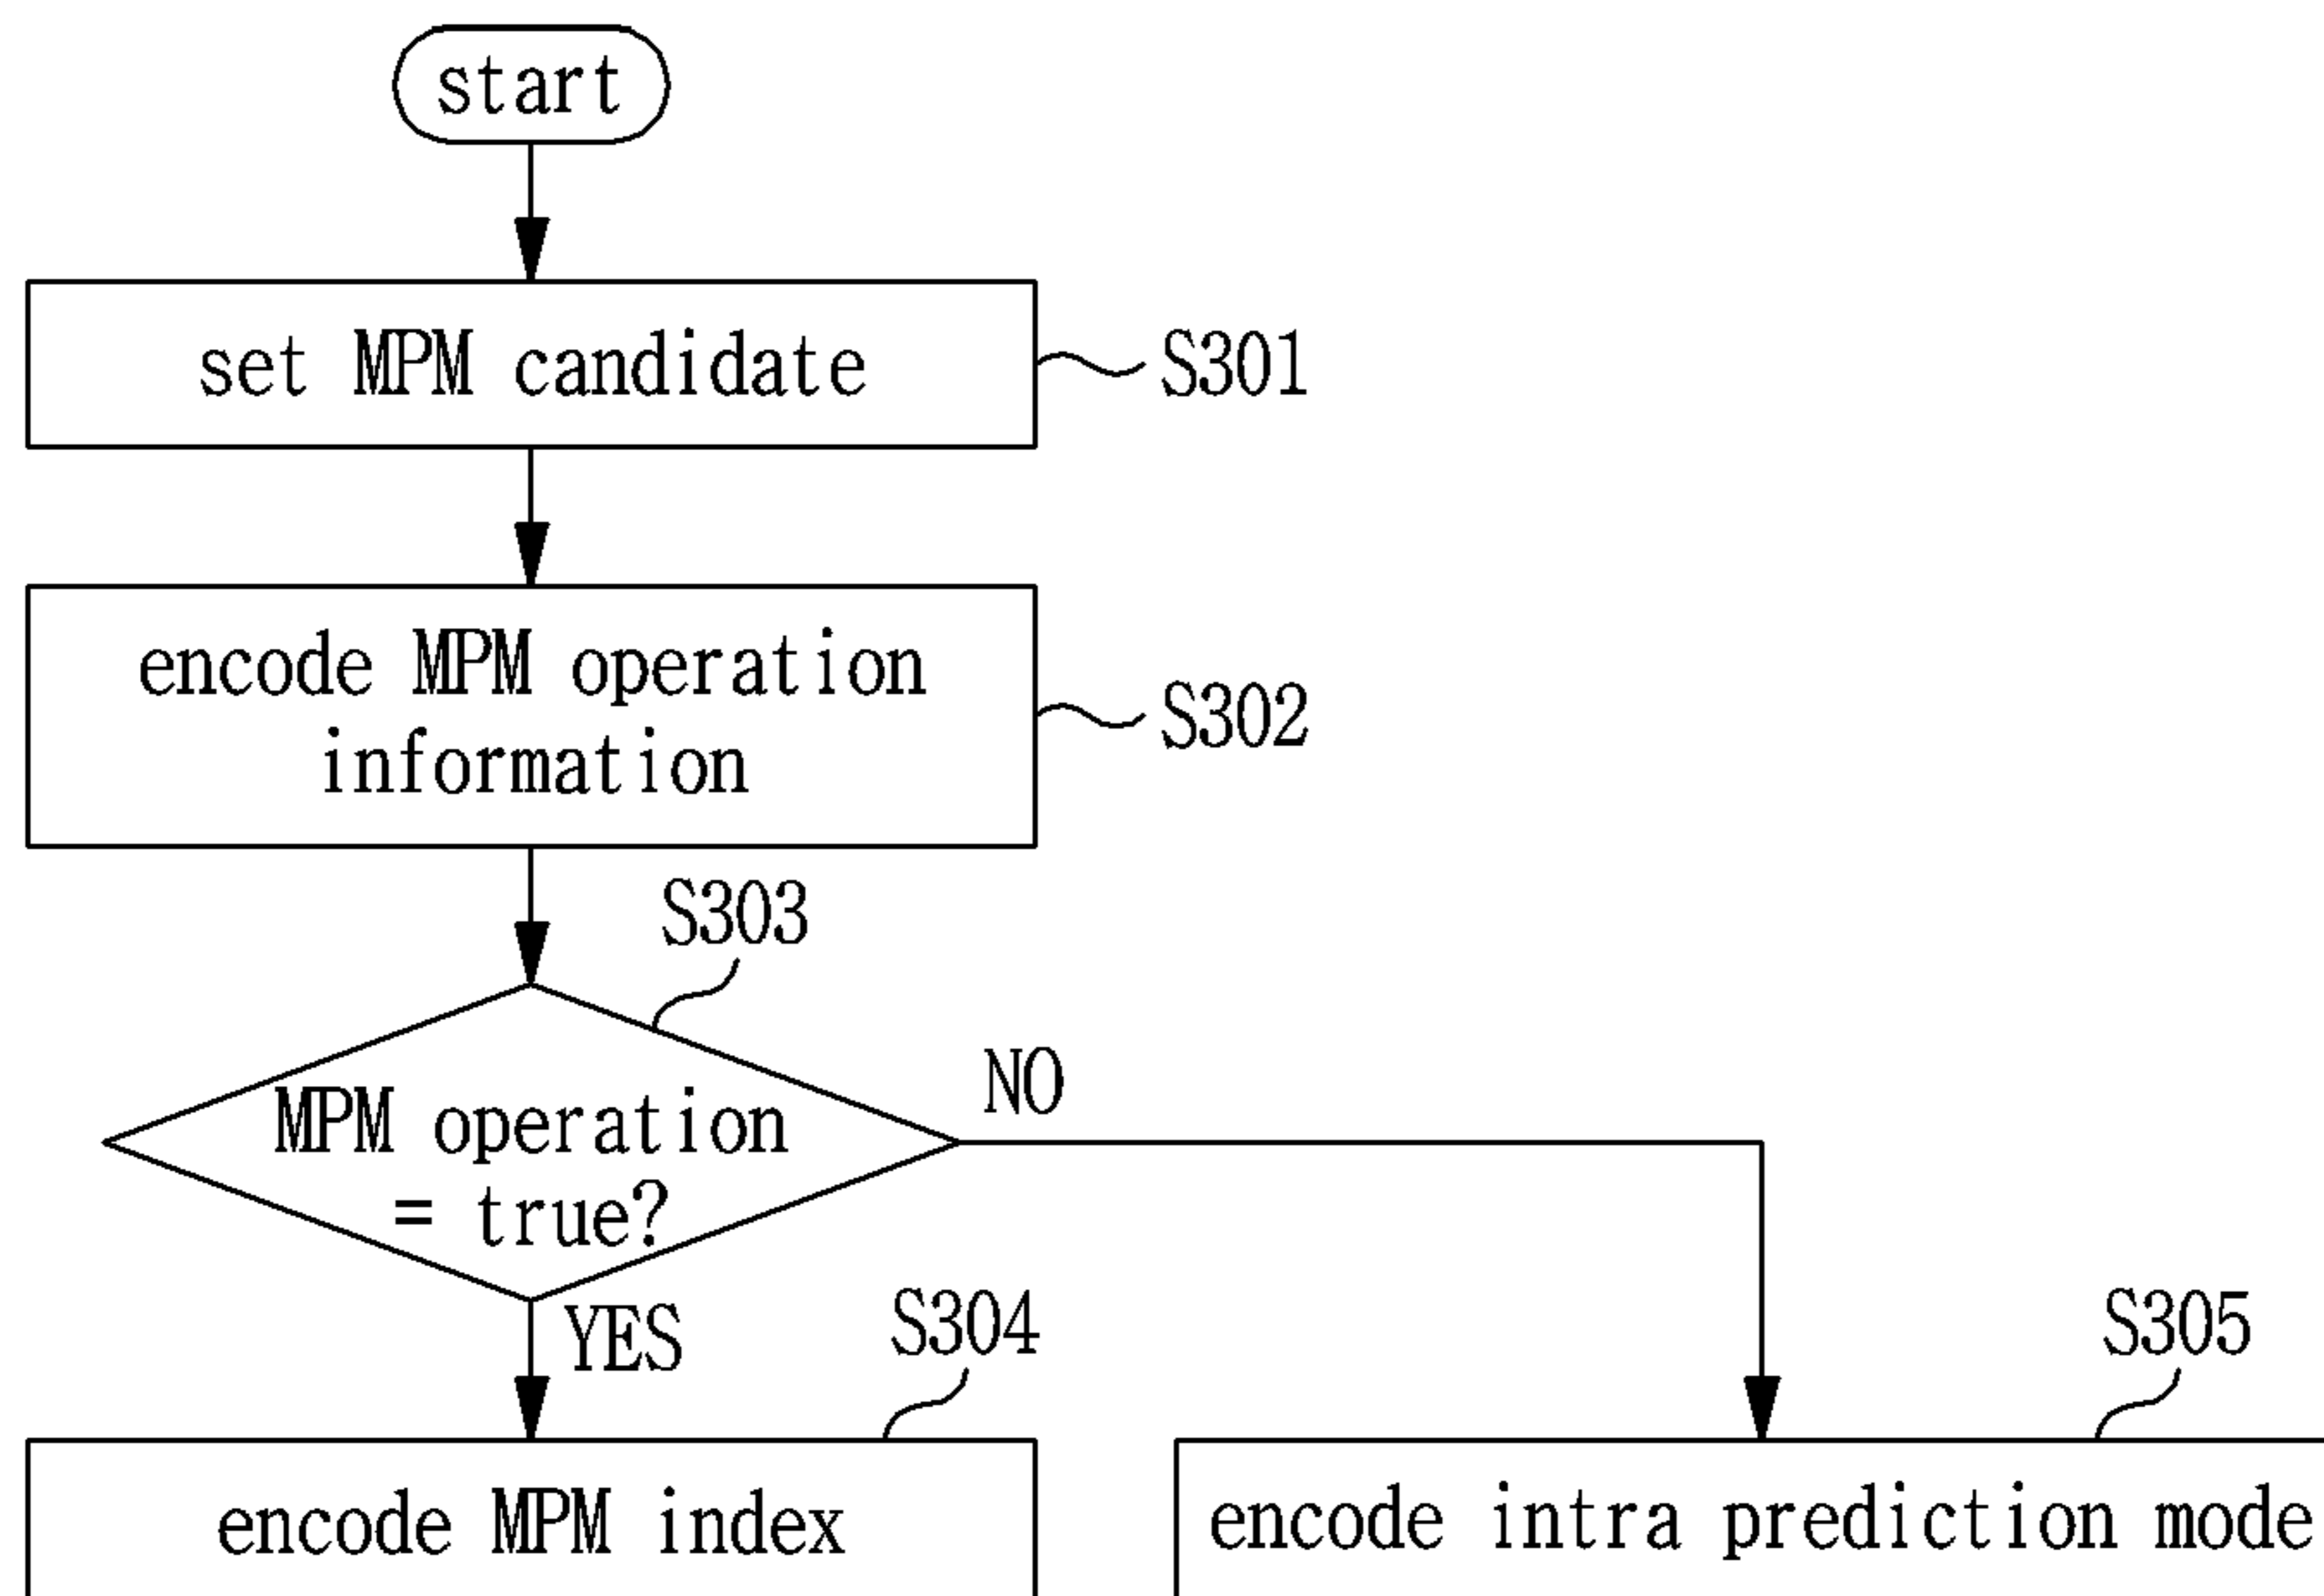 start
set MPM candidate
S301
encode MPM operation
information
S302
S303
MPM operation
= true?
NO
YES
S304
encode MPM index
S305
encode intra prediction mode